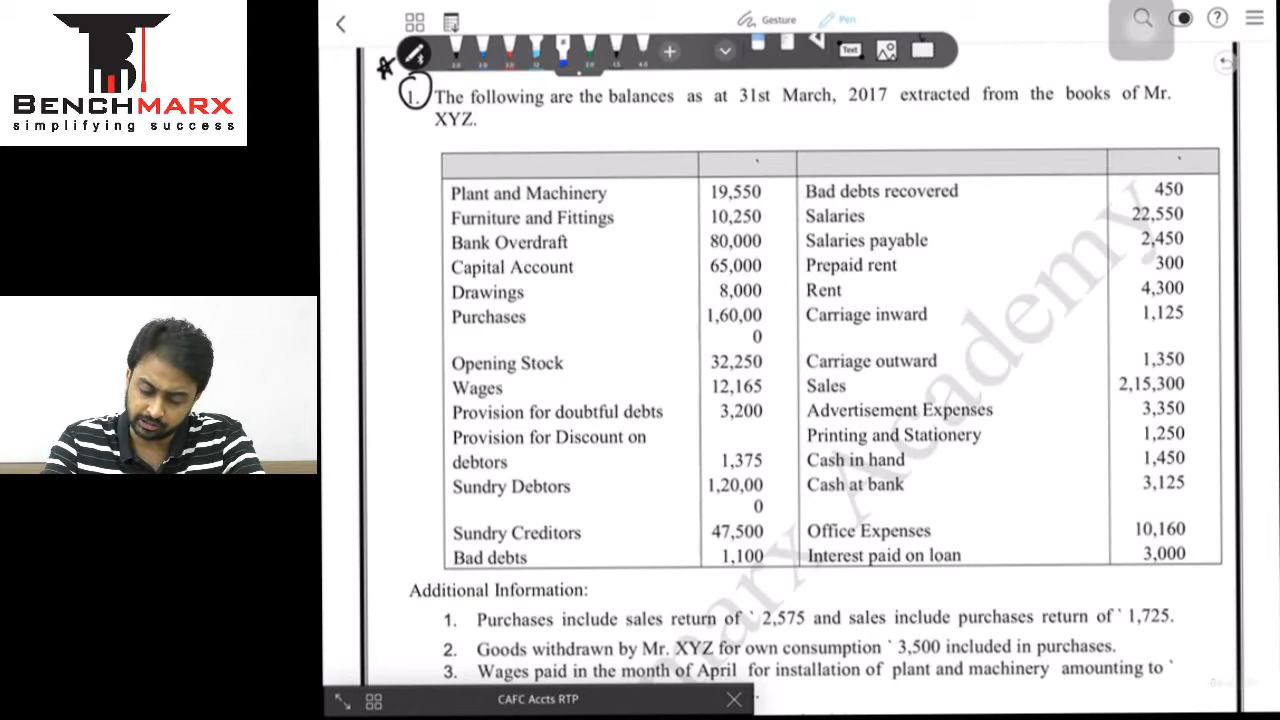 BENCHMARX
simplifying success
Gesture
Pen
Text
1. The following are the balances as at 31st March, 2017 extracted from the books of Mr.
XYZ.
` `
Plant and Machinery 19,550 Bad debts recovered 450
Furniture and Fittings 10,250 Salaries 22,550
Bank Overdraft 80,000 Salaries payable 2,450
Capital Account 65,000 Prepaid rent 300
Drawings 8,000 Rent 4,300
Purchases 1,60,00 Carriage inward 1,125
0
Opening Stock 32,250 Carriage outward 1,350
Wages 12,165 Sales 2,15,300
Provision for doubtful debts 3,200 Advertisement Expenses 3,350
Provision for Discount on Printing and Stationery 1,250
debtors 1,375 Cash in hand 1,450
Sundry Debtors 1,20,00 Cash at bank 3,125
0
Sundry Creditors 47,500 Office Expenses 10,160
Bad debts 1,100 Interest paid on loan 3,000
Additional Information:
1. Purchases include sales return of ` 2,575 and sales include purchases return of ` 1,725.
2. Goods withdrawn by Mr. XYZ for own consumption ` 3,500 included in purchases.
3. Wages paid in the month of April for installation of plant and machinery amounting to `
marx Academy
CAFC Accts RTP